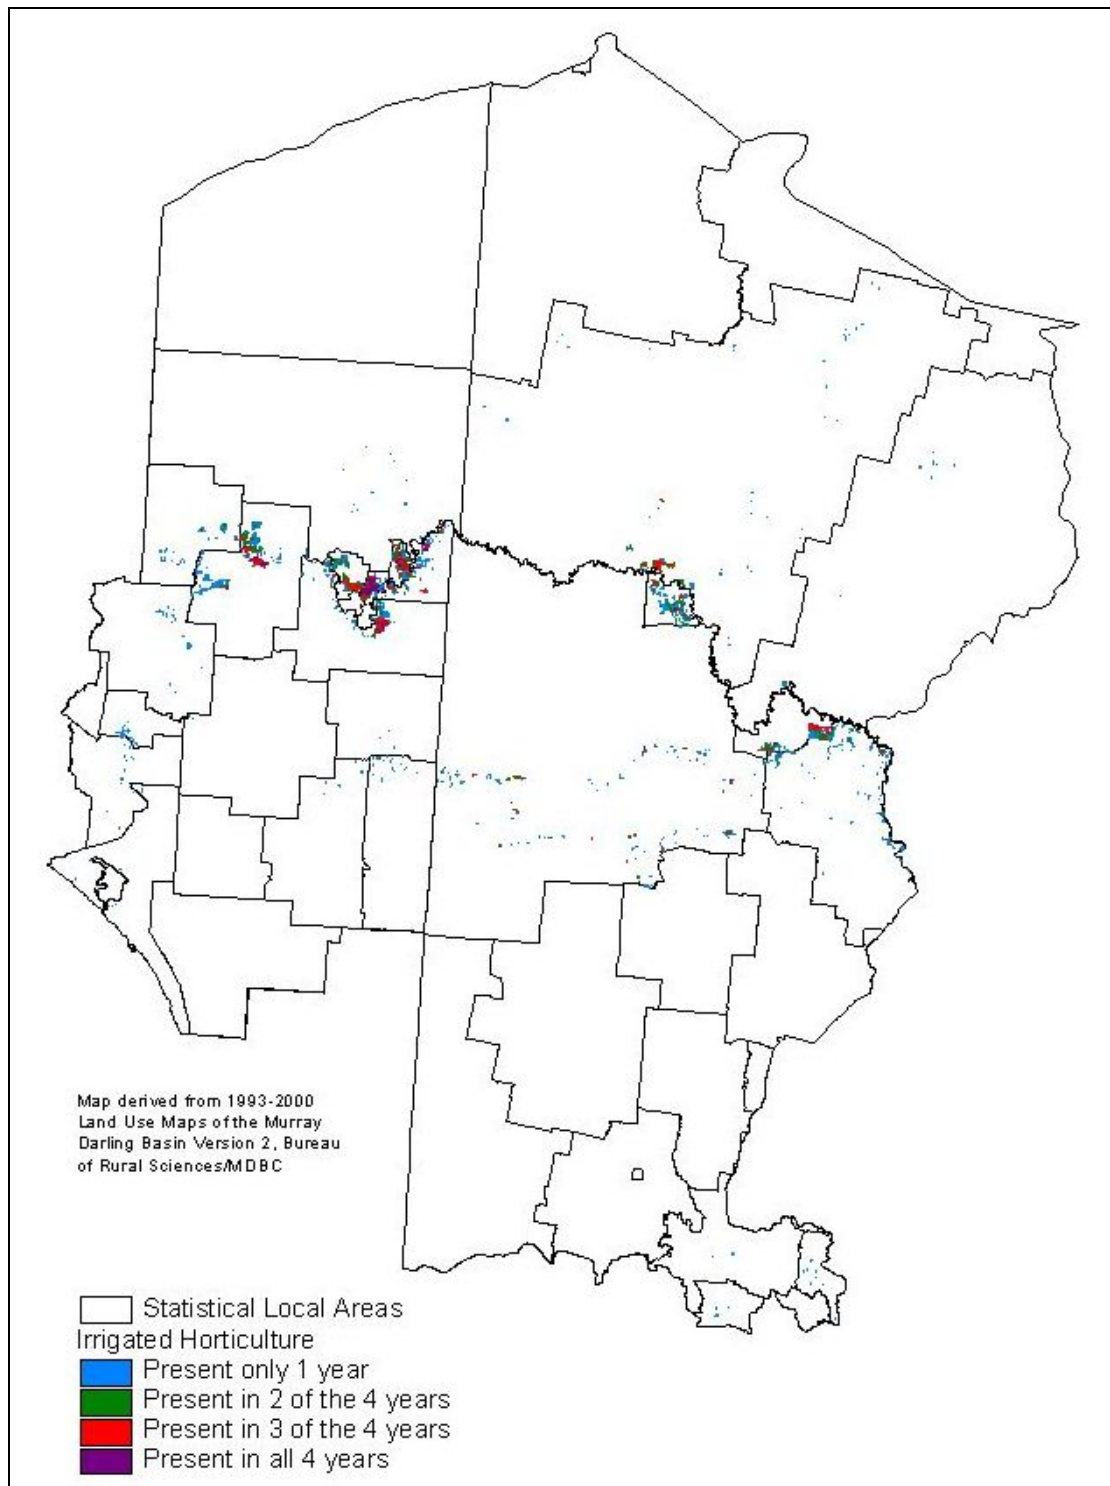 Map derived from 1993-2000
Land Use Maps of the Murray
Darling Basin Version 2, Bureau
of Rural Sciences/MDBC
Statistical Local Areas
Irrigated Horticulture
Present only 1 year
Present in 2 of the 4 years
Present in 3 of the 4 years
Present in all 4 years